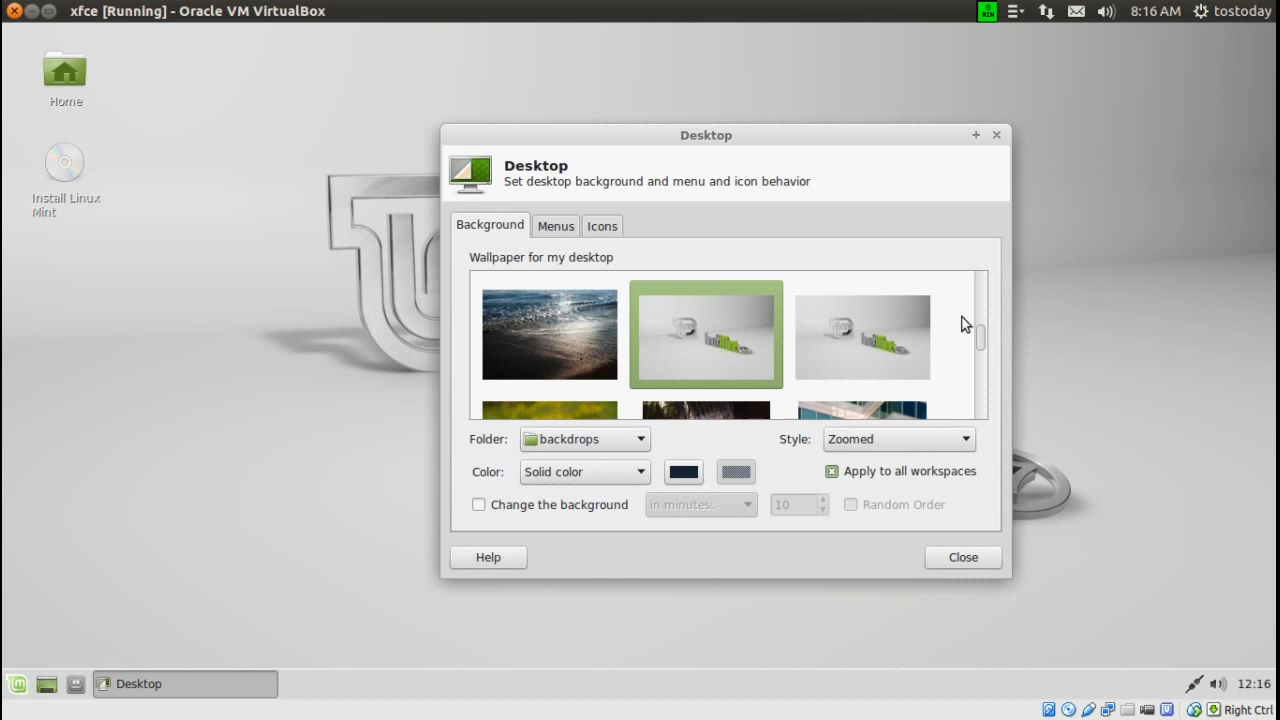 xfce [Running] - Oracle VM VirtualBox
0
KEN
8:16 AM
tostoday
Home
Install Linux
Mint
Desktop
Desktop
Set desktop background and menu and icon behavior
Background
Menus
Icons
Wallpaper for my desktop
Folder:
backdrops
Style:
Zoomed
Color:
Solid color
Apply to all workspaces
Change the background
in minutes:
10
Random Order
Help
Close
Desktop
12:16
Right Ctrl